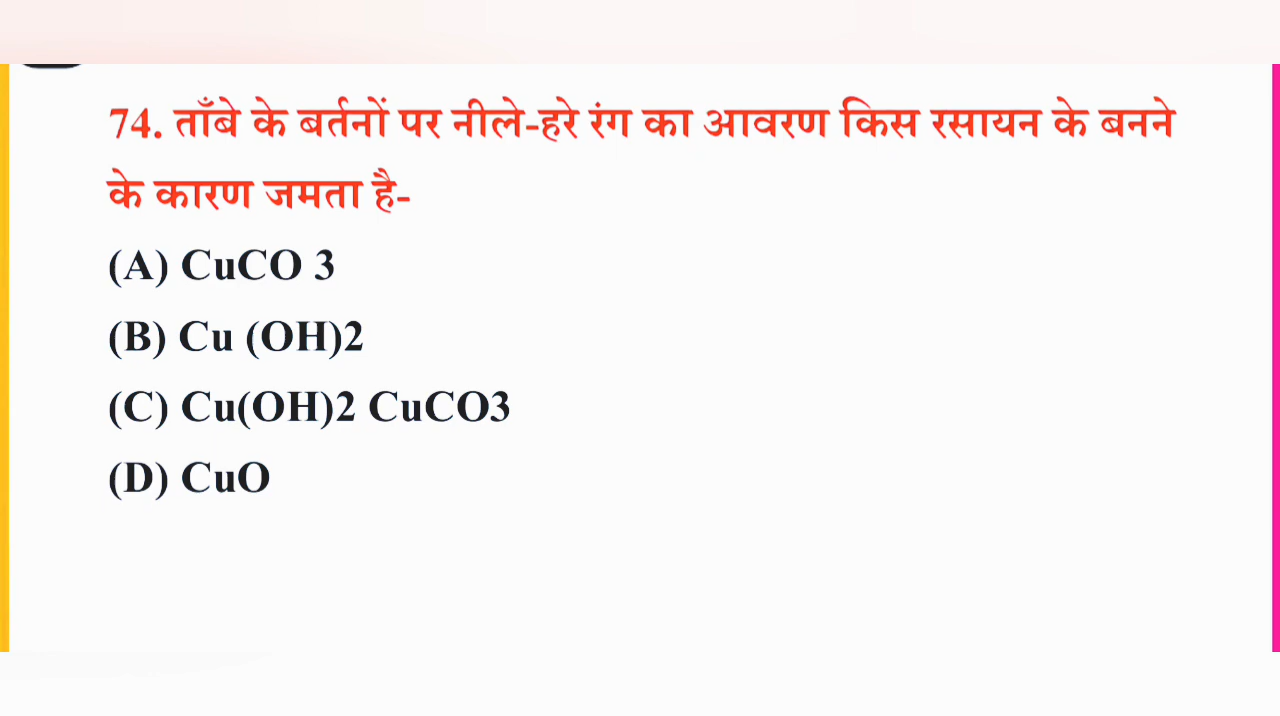 74. ताँबे के बर्तनों पर नीले-हरे रंग का आवरण किस रसायन के बनने
के कारण जमता है-
(A) CuCO 3
(B) Cu (OH)2
(C) Cu(OH)2 CuCO3
(D) CuO